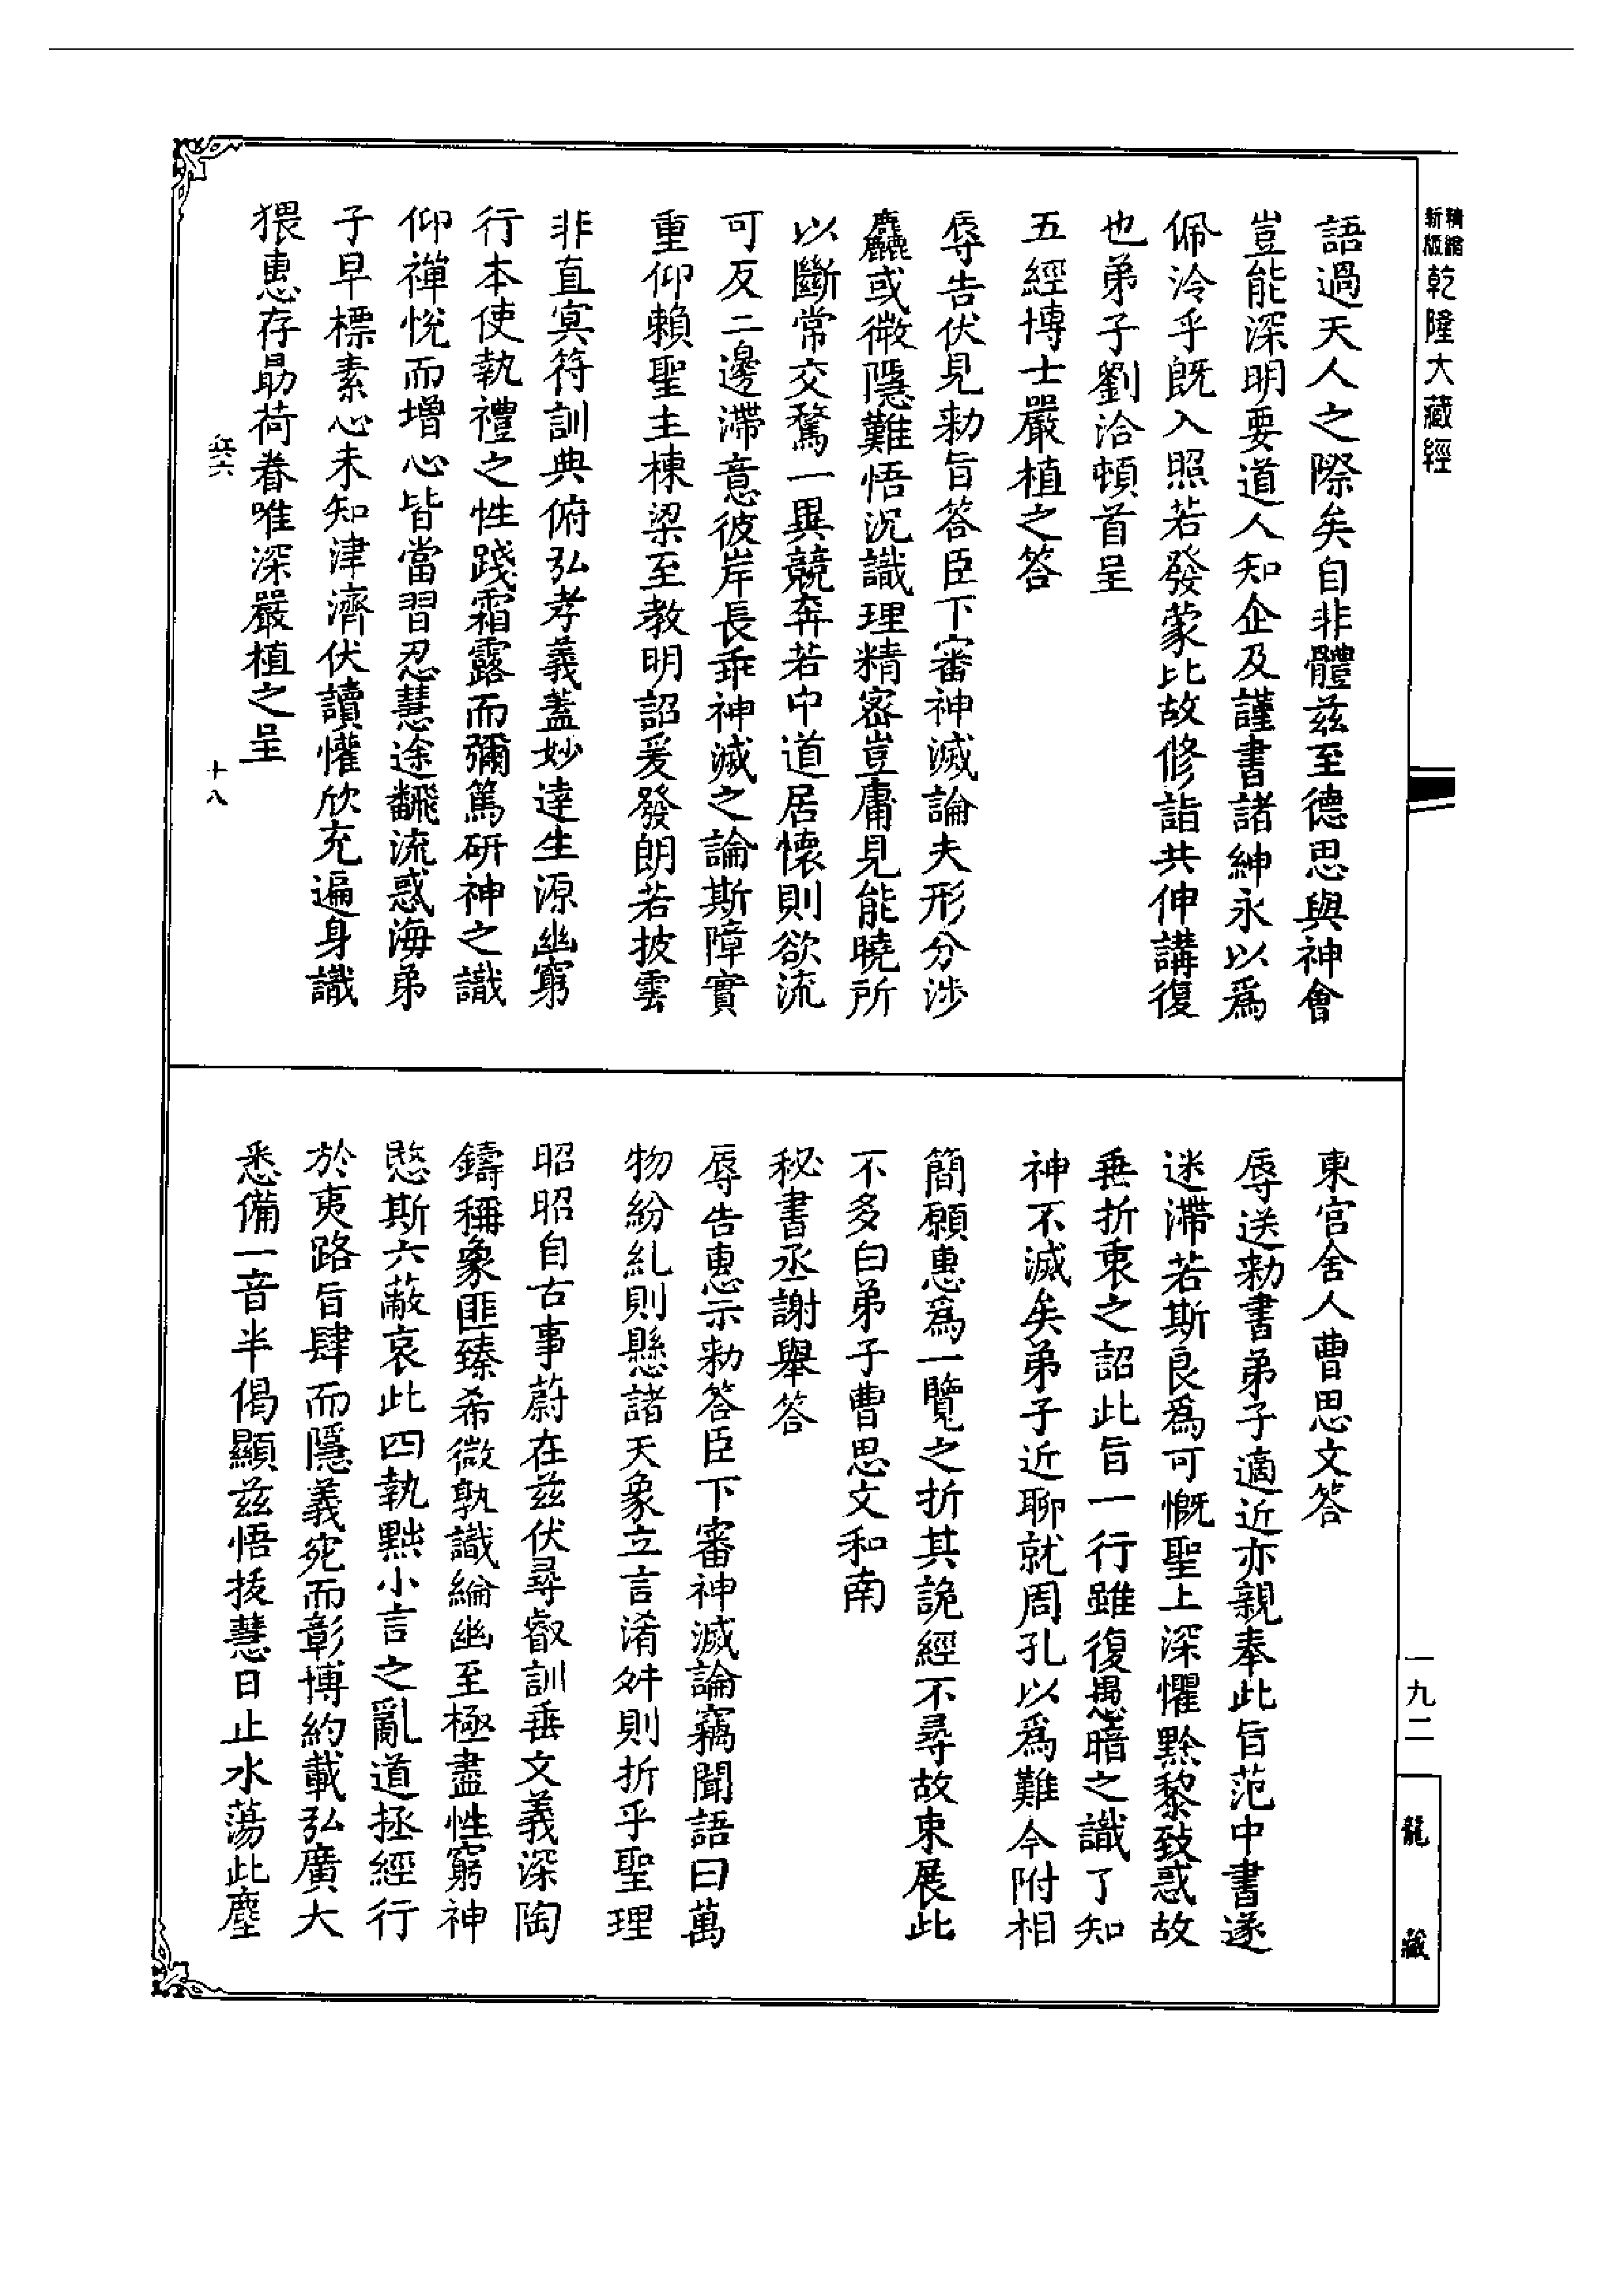 精縮
新版
乾隆大藏經
語過天人之際矣自非體兹至德思與神會
豈能深明要道人知企及謹書諸紳永以爲
佩泠乎既入照若發蒙比故修詣共伸講復
也弟子劉洽頓首呈
五經博士嚴植之答
辱告伏見勅旨答臣下審神滅論夫形分涉
麤或微隱難悟況識理精密豈庸見能曉所
以斷常交騖一異競奔若中道居懷則欲流
可反二邊滯意彼岸長乖神滅之論斯障實
重仰賴聖主棟梁至教明詔爰發朗若披雲
非直冥符訓典俯弘孝義蓋妙達生源幽窮
行本使執禮之性踐霜露而彌篤研神之識
仰禪悅而增心皆當習忍慧途飜流惑海弟
子早標素心未知津濟伏讀懽欣充遍身識
猥惠存勗荷眷唯深嚴植之呈
六
十八
東宮舍人曹思文答
辱送勅書弟子適近亦親奉此旨范中書遂
迷滯若斯良爲可慨聖上深懼黔黎致惑故
垂折衷之詔此旨一行雖復愚暗之識了知
神不滅矣弟子近聊就周孔以爲難今附相
簡願惠爲一覽之折其詭經不尋故束展此
不多白弟子曹思文和南
秘書丞謝舉答
辱告惠示勅答臣下審神滅論竊聞語曰萬
物紛糺則懸諸天象立言淆舛則折乎聖理
昭昭自古事蔚在兹伏尋叡訓垂文義深陶
鑄稱象匪臻希微孰識綸幽至極盡性窮神
愍斯六蔽哀此四執黜小言之亂道拯經行
於夷路旨肆而隱義宛而彰博約載弘廣大
悉備一音半偈顯兹悟拔慧日止水蕩此塵
一九二
龍藏